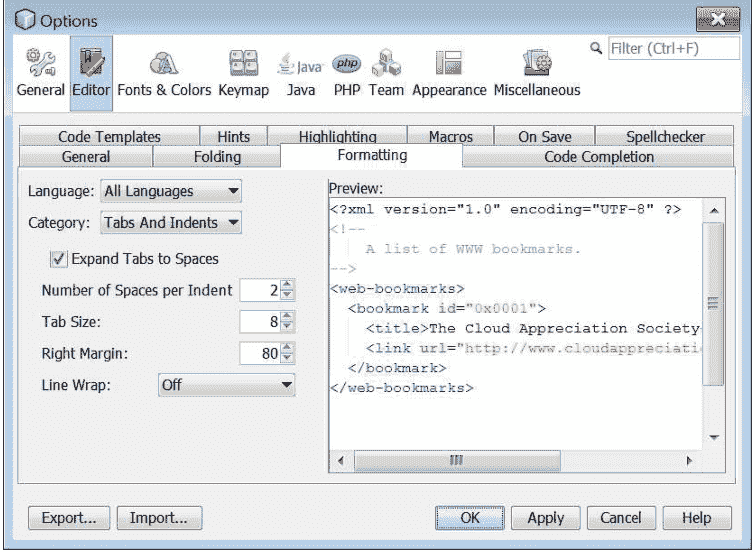 Options
Filter (Ctrl+F)
Java php
General Editor Fonts & Colors Keymap Java PHP Team Appearance Miscellaneous
Code Templates Hints Highlighting Macros On Save Spellchecker
General Folding Formatting Code Completion
Language: All Languages
Category: Tabs And Indents
Expand Tabs to Spaces
Number of Spaces per Indent 2
Tab Size: 8
Right Margin: 80
Line Wrap: Off
Preview:
<?xml version="1.0" encoding="UTF-8" ?>
<!--
    A list of WWW bookmarks.
-->
<web-bookmarks>
  <bookmark id="0x0001">
    <title>The Cloud Appreciation Society
    <link url="http://www.cloudappreciatio
  </bookmark>
</web-bookmarks>
Export... Import... OK Apply Cancel Help